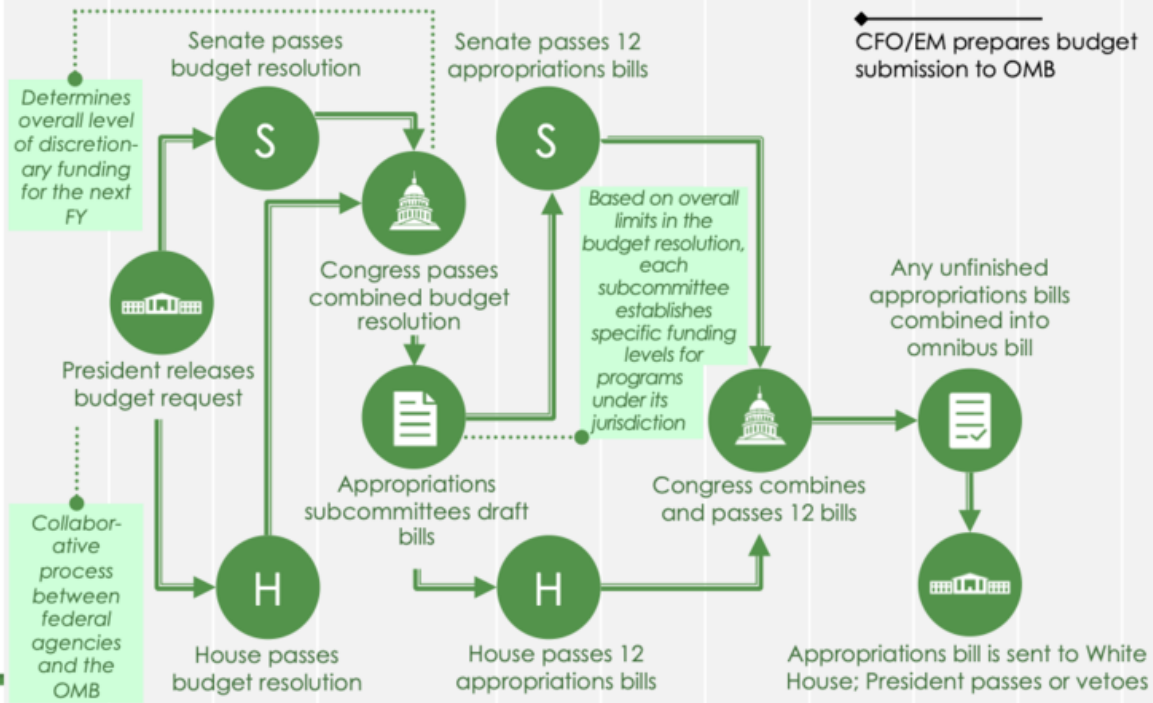 Senate passes
budget resolution
Senate passes 12
appropriations bills
CFO/EM prepares budget
submission to OMB
Determines
overall level
of discretion-
ary funding
for the next
FY
S
S
Congress passes
combined budget
resolution
Based on overall
limits in the
budget resolution,
each
subcommittee
establishes
specific funding
levels for
programs
under its
jurisdiction
Any unfinished
appropriations bills
combined into
omnibus bill
President releases
budget request
Appropriations
subcommittees draft
bills
Congress combines
and passes 12 bills
Collabor-
ative
process
between
federal
agencies
and the
OMB
H
H
House passes
budget resolution
House passes 12
appropriations bills
Appropriations bill is sent to White
House; President passes or vetoes